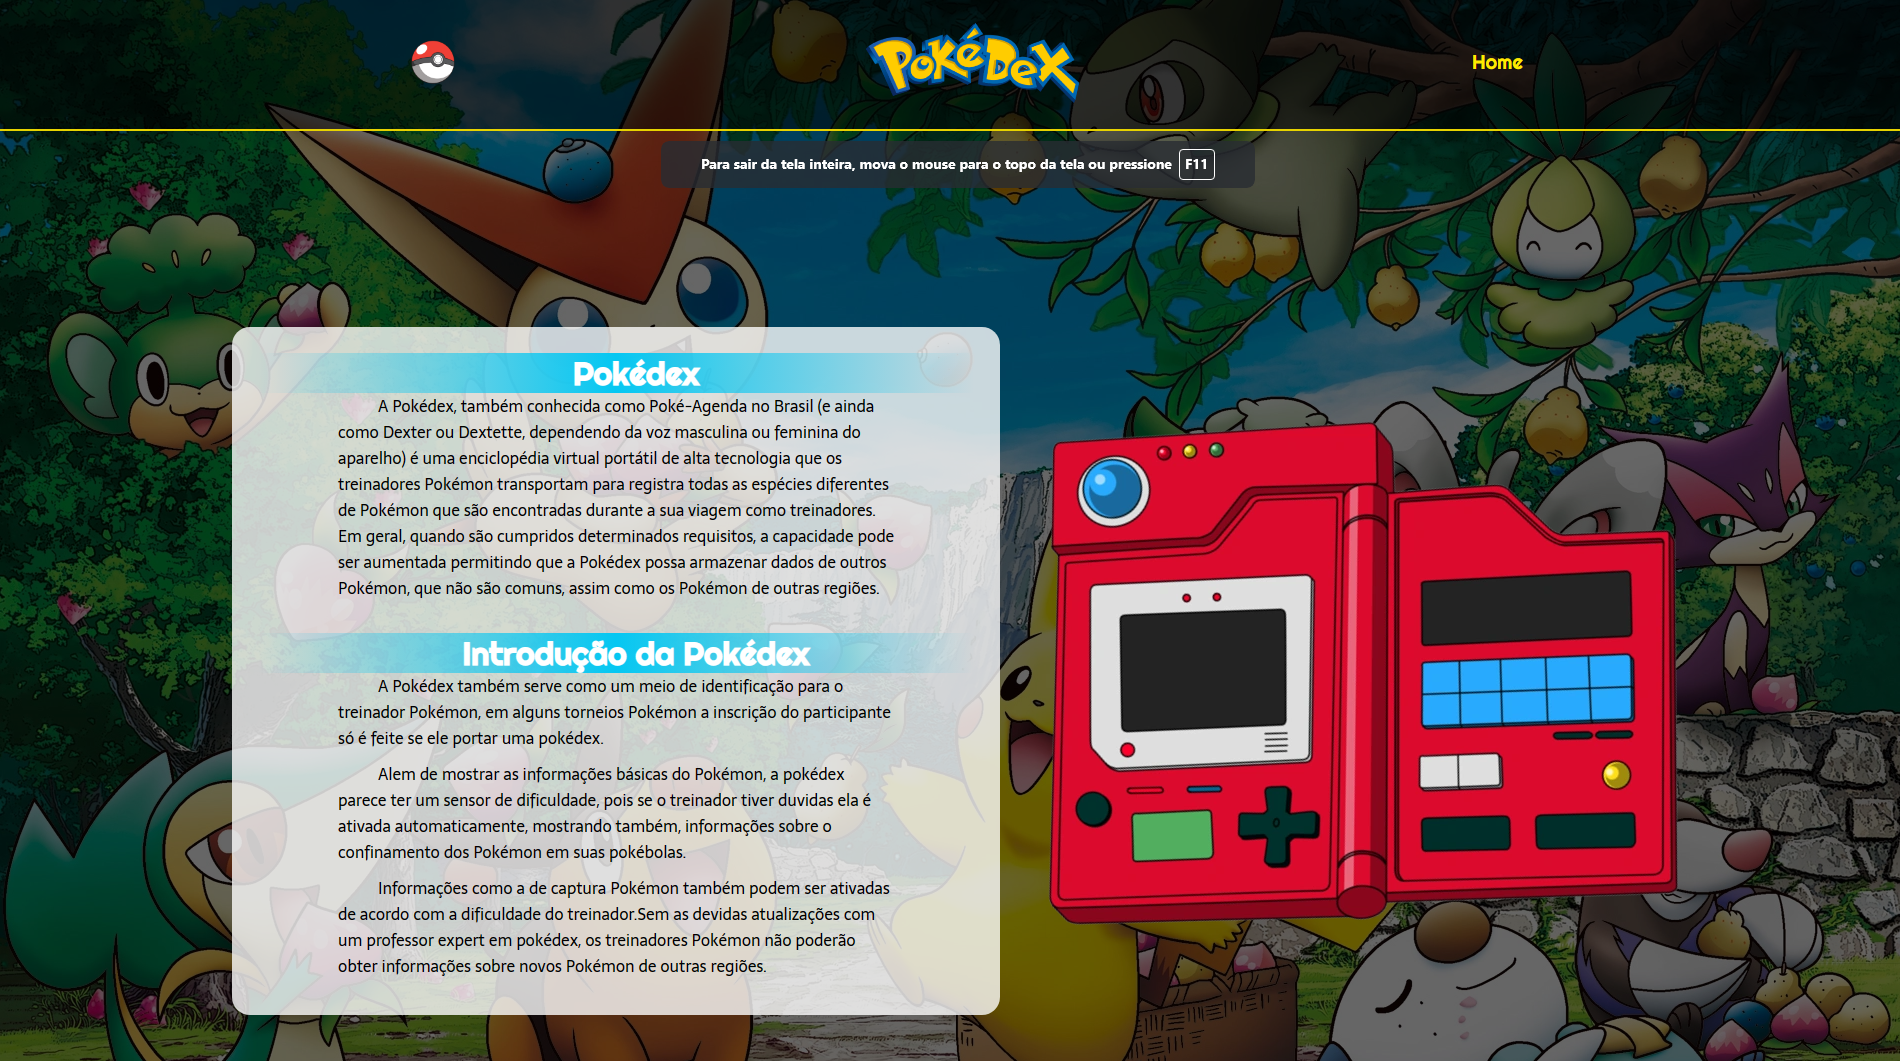 PokéDex
Home
Para sair da tela inteira, mova o mouse para o topo da tela ou pressione F11
Pokédex
A Pokédex, também conhecida como Poké-Agenda no Brasil (e ainda
como Dexter ou Dextette, dependendo da voz masculina ou feminina do
aparelho) é uma enciclopédia virtual portátil de alta tecnologia que os
treinadores Pokémon transportam para registra todas as espécies diferentes
de Pokémon que são encontradas durante a sua viagem como treinadores.
Em geral, quando são cumpridos determinados requisitos, a capacidade pode
ser aumentada permitindo que a Pokédex possa armazenar dados de outros
Pokémon, que não são comuns, assim como os Pokémon de outras regiões.
Introdução da Pokédex
A Pokédex também serve como um meio de identificação para o
treinador Pokémon, em alguns torneios Pokémon a inscrição do participante
só é feite se ele portar uma pokédex.
Alem de mostrar as informações básicas do Pokémon, a pokédex
parece ter um sensor de dificuldade, pois se o treinador tiver duvidas ela é
ativada automaticamente, mostrando também, informações sobre o
confinamento dos Pokémon em suas pokébolas.
Informações como a de captura Pokémon também podem ser ativadas
de acordo com a dificuldade do treinador.Sem as devidas atualizações com
um professor expert em pokédex, os treinadores Pokémon não poderão
obter informações sobre novos Pokémon de outras regiões.